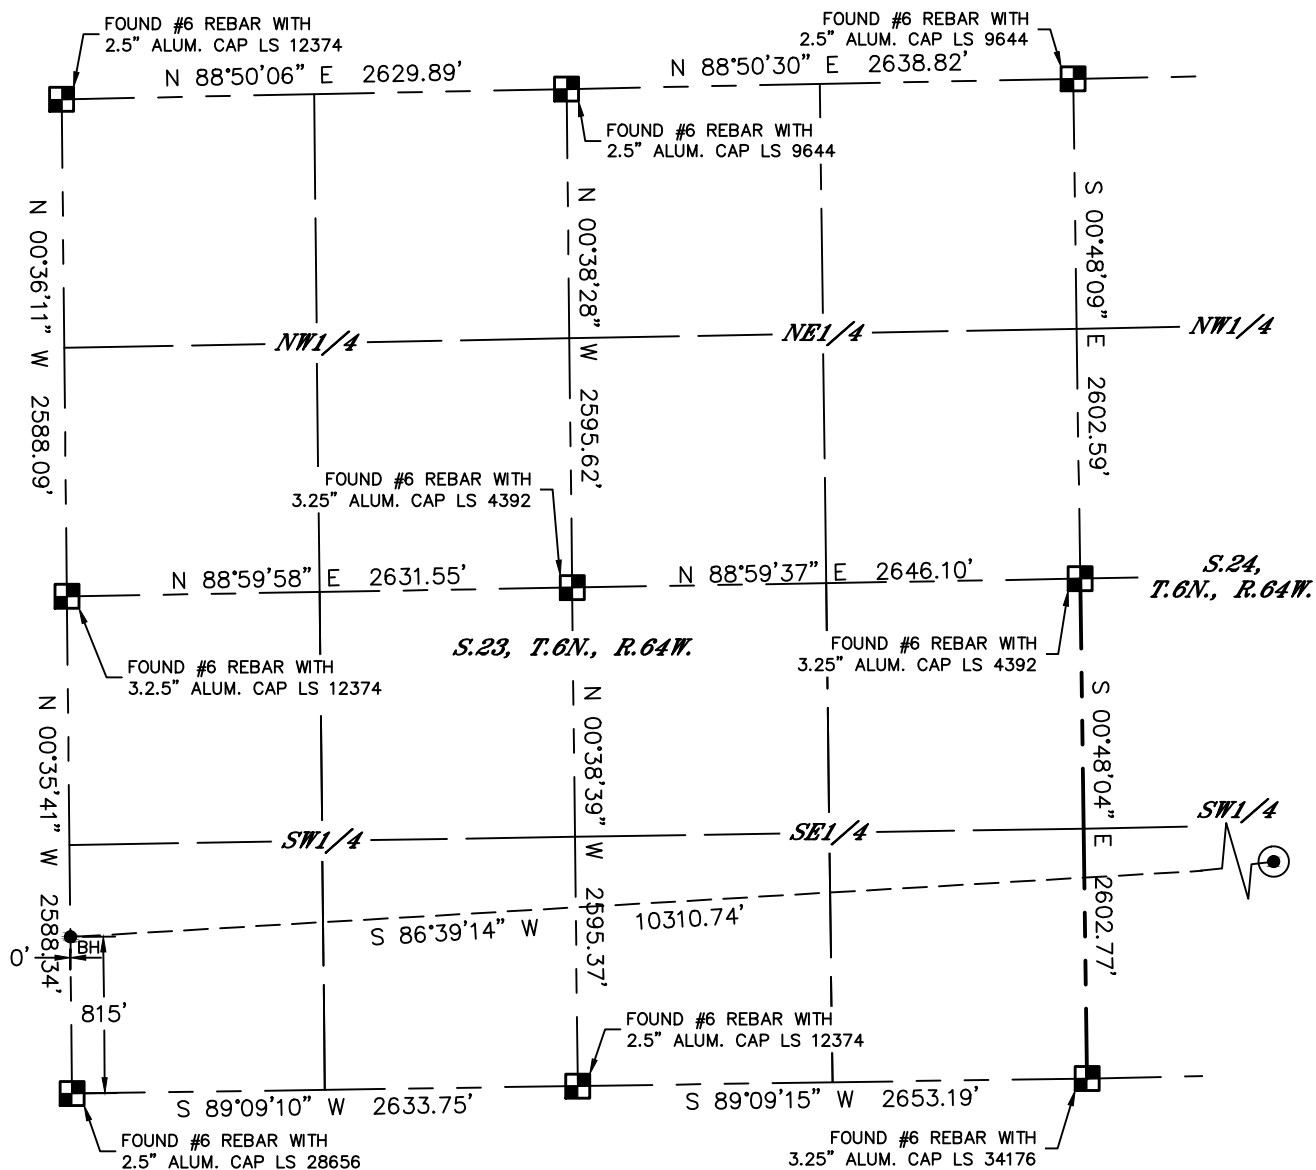 FOUND #6 REBAR WITH
2.5" ALUM. CAP LS 12374
FOUND #6 REBAR WITH
2.5" ALUM. CAP LS 9644
N 88°50'06" E 2629.89'
N 88°50'30" E 2638.82'
FOUND #6 REBAR WITH
2.5" ALUM. CAP LS 9644
N 00°36'11" W 2588.09'
N 00°38'28" W 2595.62'
S 00°48'09" E 2602.59'
NW1/4
NE1/4
NW1/4
FOUND #6 REBAR WITH
3.25" ALUM. CAP LS 4392
N 88°59'58" E 2631.55'
N 88°59'37" E 2646.10'
S.24,
T.6N., R.64W.
S.23, T.6N., R.64W.
FOUND #6 REBAR WITH
3.25" ALUM. CAP LS 4392
FOUND #6 REBAR WITH
3.2.5" ALUM. CAP LS 12374
N 00°35'41" W 2588.34'
N 00°38'39" W 2595.37'
S 00°48'04" E 2602.77'
SW1/4
SE1/4
SW1/4
S 86°39'14" W 10310.74'
BH
0'
815'
FOUND #6 REBAR WITH
2.5" ALUM. CAP LS 12374
S 89°09'10" W 2633.75'
S 89°09'15" W 2653.19'
FOUND #6 REBAR WITH
2.5" ALUM. CAP LS 28656
FOUND #6 REBAR WITH
3.25" ALUM. CAP LS 34176